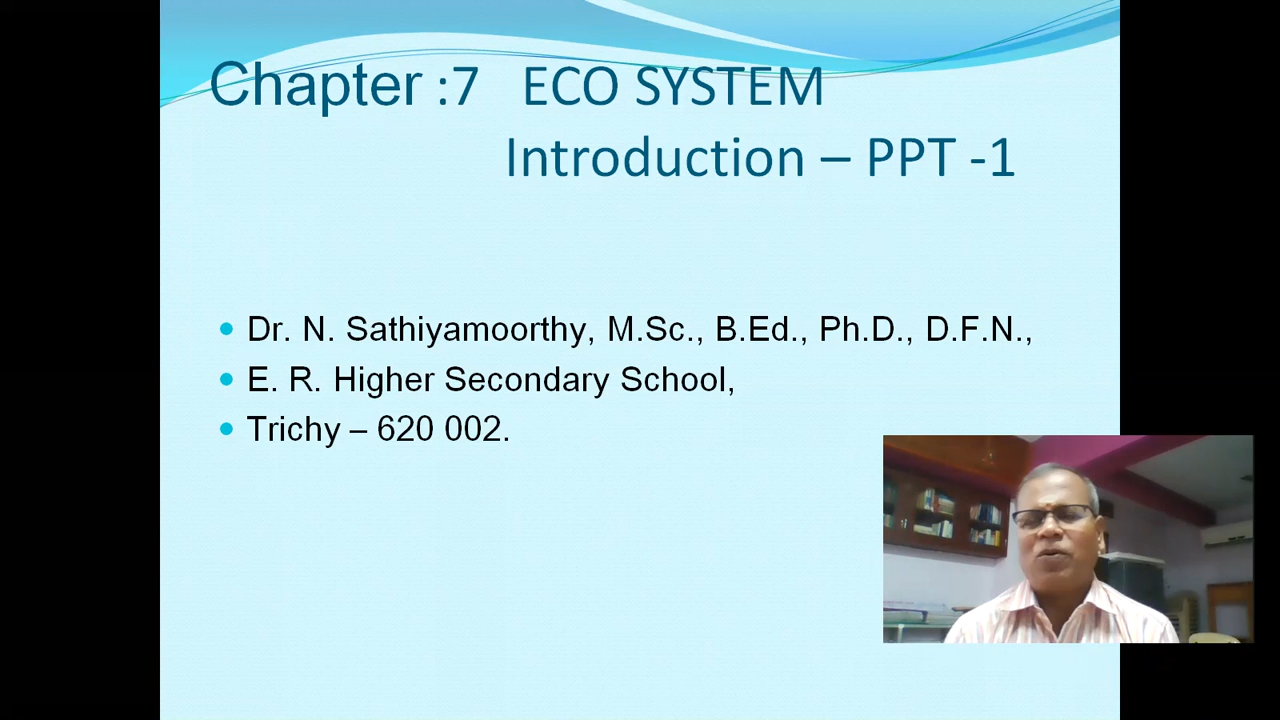 Chapter :7 ECO SYSTEM
Introduction – PPT -1
Dr. N. Sathiyamoorthy, M.Sc., B.Ed., Ph.D., D.F.N.,
E. R. Higher Secondary School,
Trichy – 620 002.